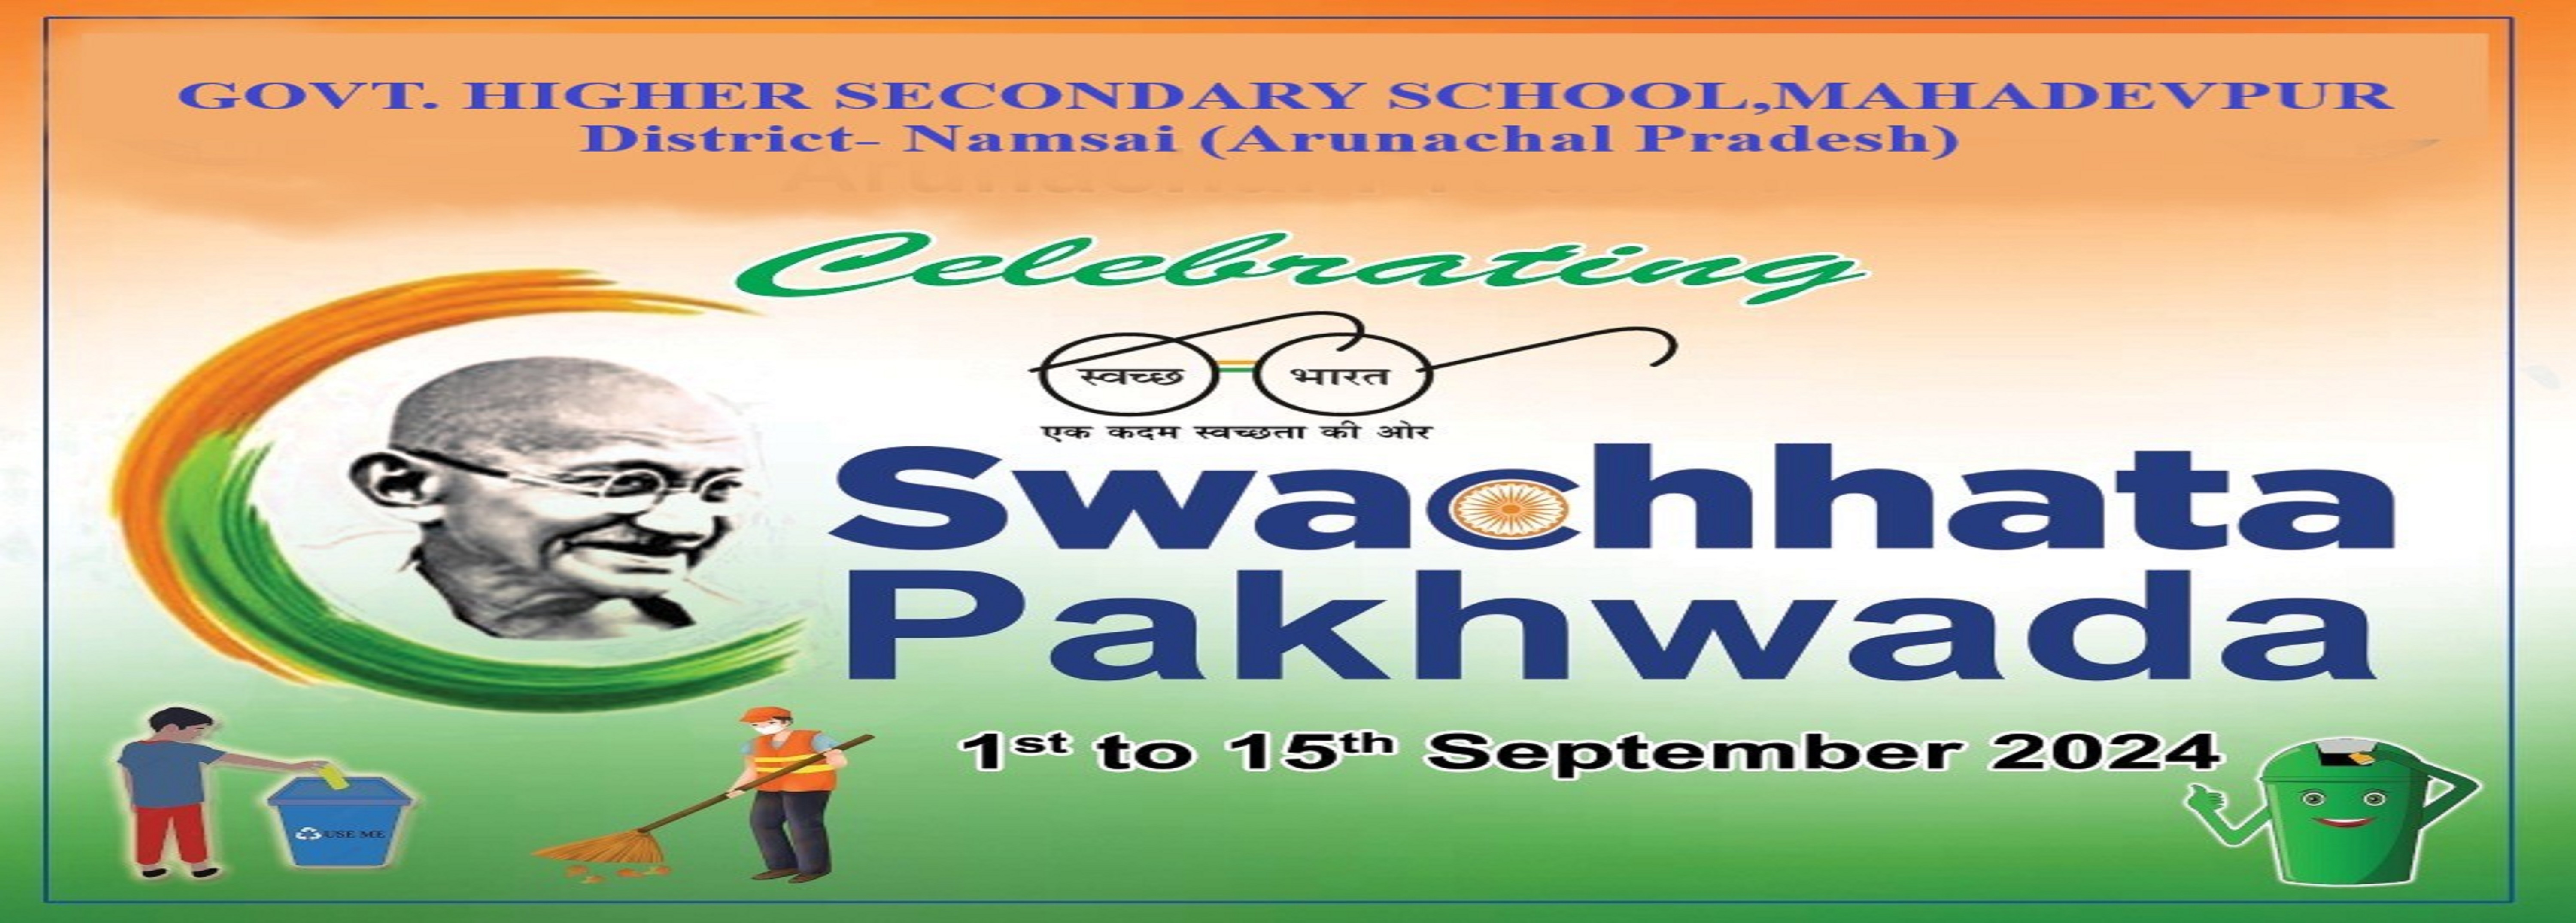 GOVT. HIGHER SECONDARY SCHOOL,MAHADEVPUR
District- Namsai (Arunachal Pradesh)
Celebrating
स्वच्छ भारत
एक कदम स्वच्छता की ओर
Swachhata
Pakhwada
1st to 15th September 2024
USE ME